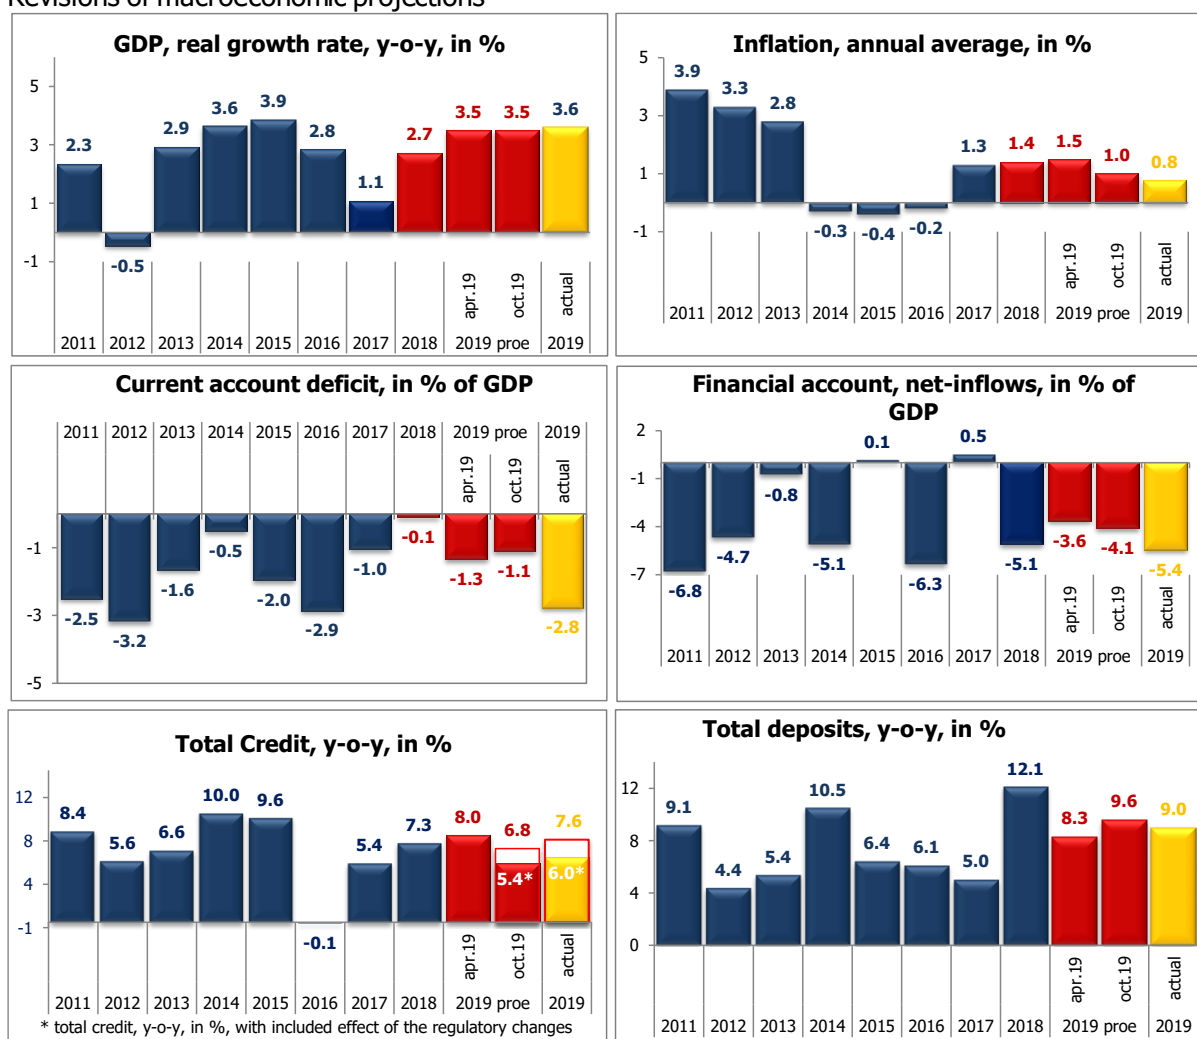 Revisions of macroeconomic projections
GDP, real growth rate, y-o-y, in %
5
3
1
-1
2.3
-0.5
2.9
3.6
3.9
2.8
1.1
2.7
3.5
3.5
3.6
apr.19
oct.19
actual
2011 2012 2013 2014 2015 2016 2017 2018 2019 proe 2019
Inflation, annual average, in %
5
3
1
-1
3.9
3.3
2.8
-0.3
-0.4
-0.2
1.3
1.4
1.5
1.0
0.8
apr.19
oct.19
actual
2011 2012 2013 2014 2015 2016 2017 2018 2019 proe 2019
Current account deficit, in % of GDP
2011 2012 2013 2014 2015 2016 2017 2018 2019 proe 2019
apr.19
oct.19
actual
-1
-3
-5
-2.5
-3.2
-1.6
-0.5
-2.0
-2.9
-1.0
-0.1
-1.3
-1.1
-2.8
Financial account, net-inflows, in % of
GDP
2
-1
-4
-7
-6.8
-4.7
-0.8
-5.1
0.1
-6.3
0.5
-5.1
-3.6
-4.1
-5.4
apr.19
oct.19
actual
2011 2012 2013 2014 2015 2016 2017 2018 2019 proe 2019
Total Credit, y-o-y, in %
12
8
4
-1
8.4
5.6
6.6
10.0
9.6
-0.1
5.4
7.3
8.0
6.8
5.4*
7.6
6.0*
apr.19
oct.19
actual
2011 2012 2013 2014 2015 2016 2017 2018 2019 proe 2019
* total credit, y-o-y, in %, with included effect of the regulatory changes
Total deposits, y-o-y, in %
12
8
4
0
9.1
4.4
5.4
10.5
6.4
6.1
5.0
12.1
8.3
9.6
9.0
apr.19
oct.19
actual
2011 2012 2013 2014 2015 2016 2017 2018 2019 proe 2019